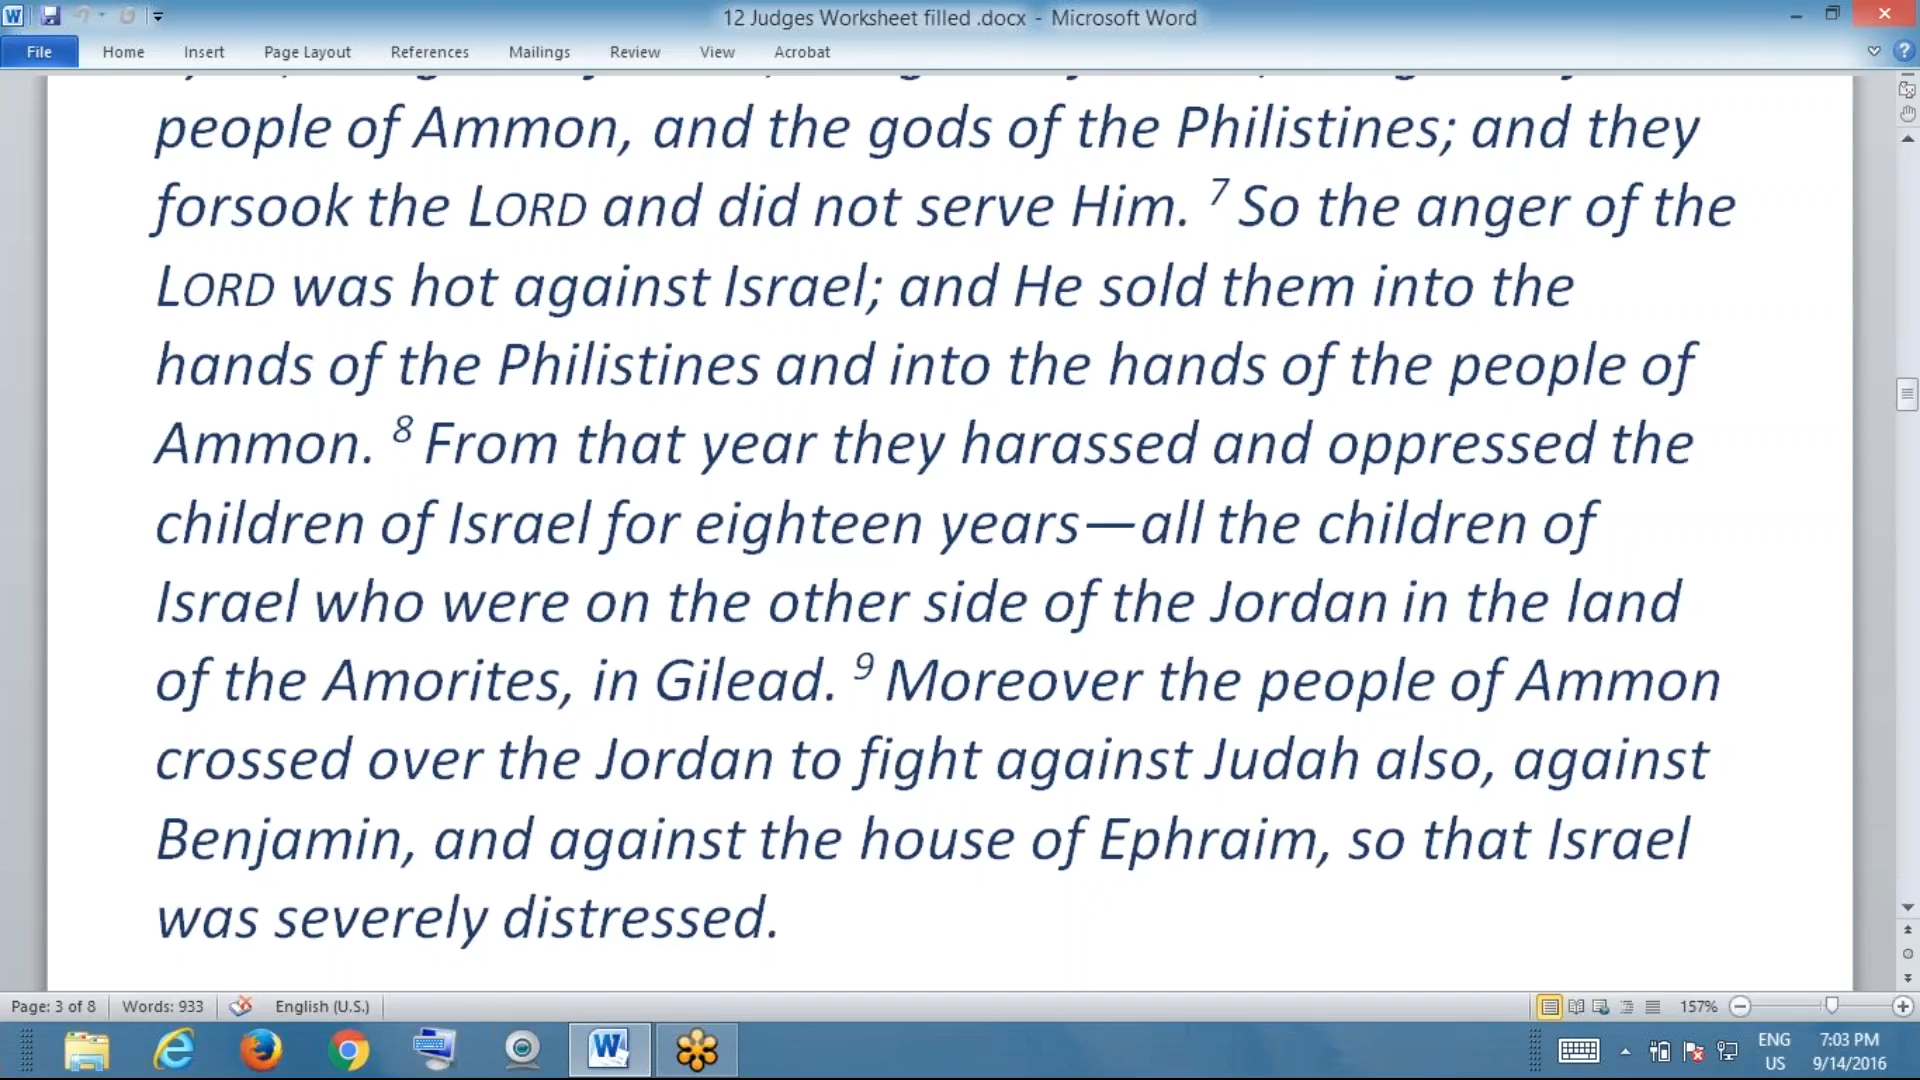 12 Judges Worksheet filled .docx - Microsoft Word
File Home Insert Page Layout References Mailings Review View Acrobat
people of Ammon, and the gods of the Philistines; and they
forsook the LORD and did not serve Him. 7 So the anger of the
LORD was hot against Israel; and He sold them into the
hands of the Philistines and into the hands of the people of
Ammon. 8 From that year they harassed and oppressed the
children of Israel for eighteen years—all the children of
Israel who were on the other side of the Jordan in the land
of the Amorites, in Gilead. 9 Moreover the people of Ammon
crossed over the Jordan to fight against Judah also, against
Benjamin, and against the house of Ephraim, so that Israel
was severely distressed.
Page: 3 of 8 Words: 933 English (U.S.) 157%
ENG 7:03 PM
US 9/14/2016